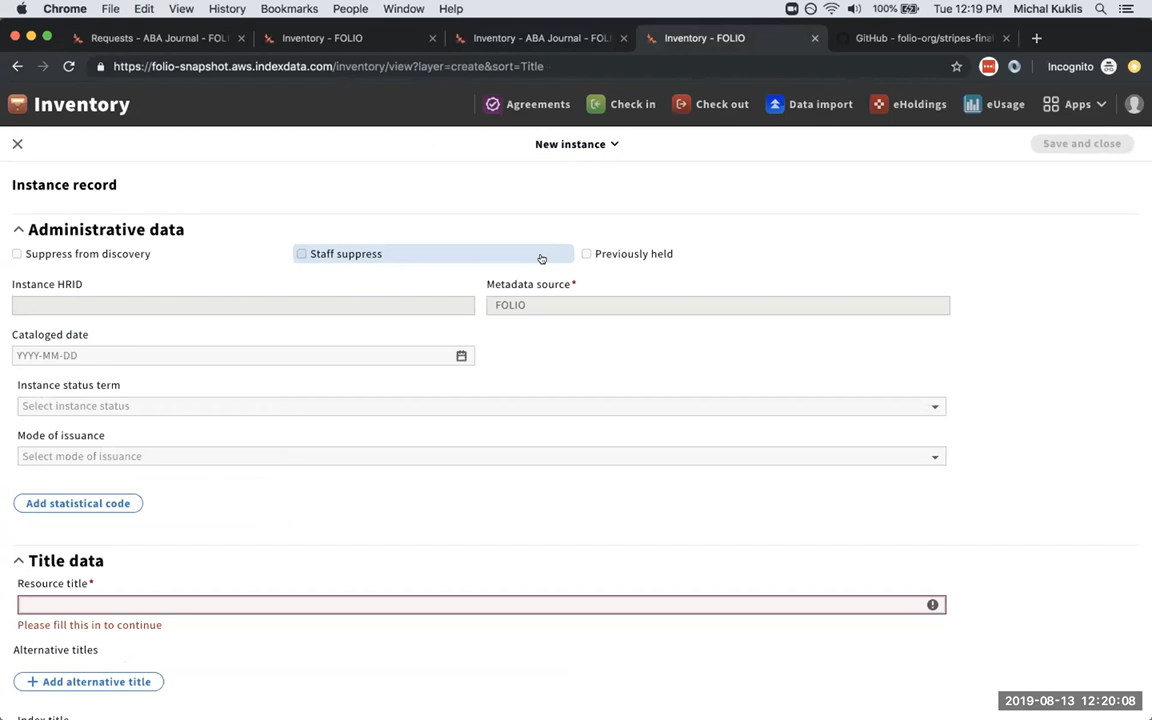 Chrome File Edit View History Bookmarks People Window Help 100% Tue 12:19 PM Michal Kuklis
Requests - ABA Journal - FOLI Inventory - FOLIO Inventory - ABA Journal - FOL Inventory - FOLIO GitHub - folio-org/stripes-final
https://folio-snapshot.aws.indexdata.com/inventory/view?layer=create&sort=Title Incognito
Inventory Agreements Check in Check out Data import eHoldings eUsage Apps
New instance Save and close
Instance record
Administrative data
Suppress from discovery Staff suppress Previously held
Instance HRID Metadata source*
FOLIO
Cataloged date
YYYY-MM-DD
Instance status term
Select instance status
Mode of issuance
Select mode of issuance
Add statistical code
Title data
Resource title*
Please fill this in to continue
Alternative titles
+ Add alternative title
2019-08-13 12:20:08
Index title